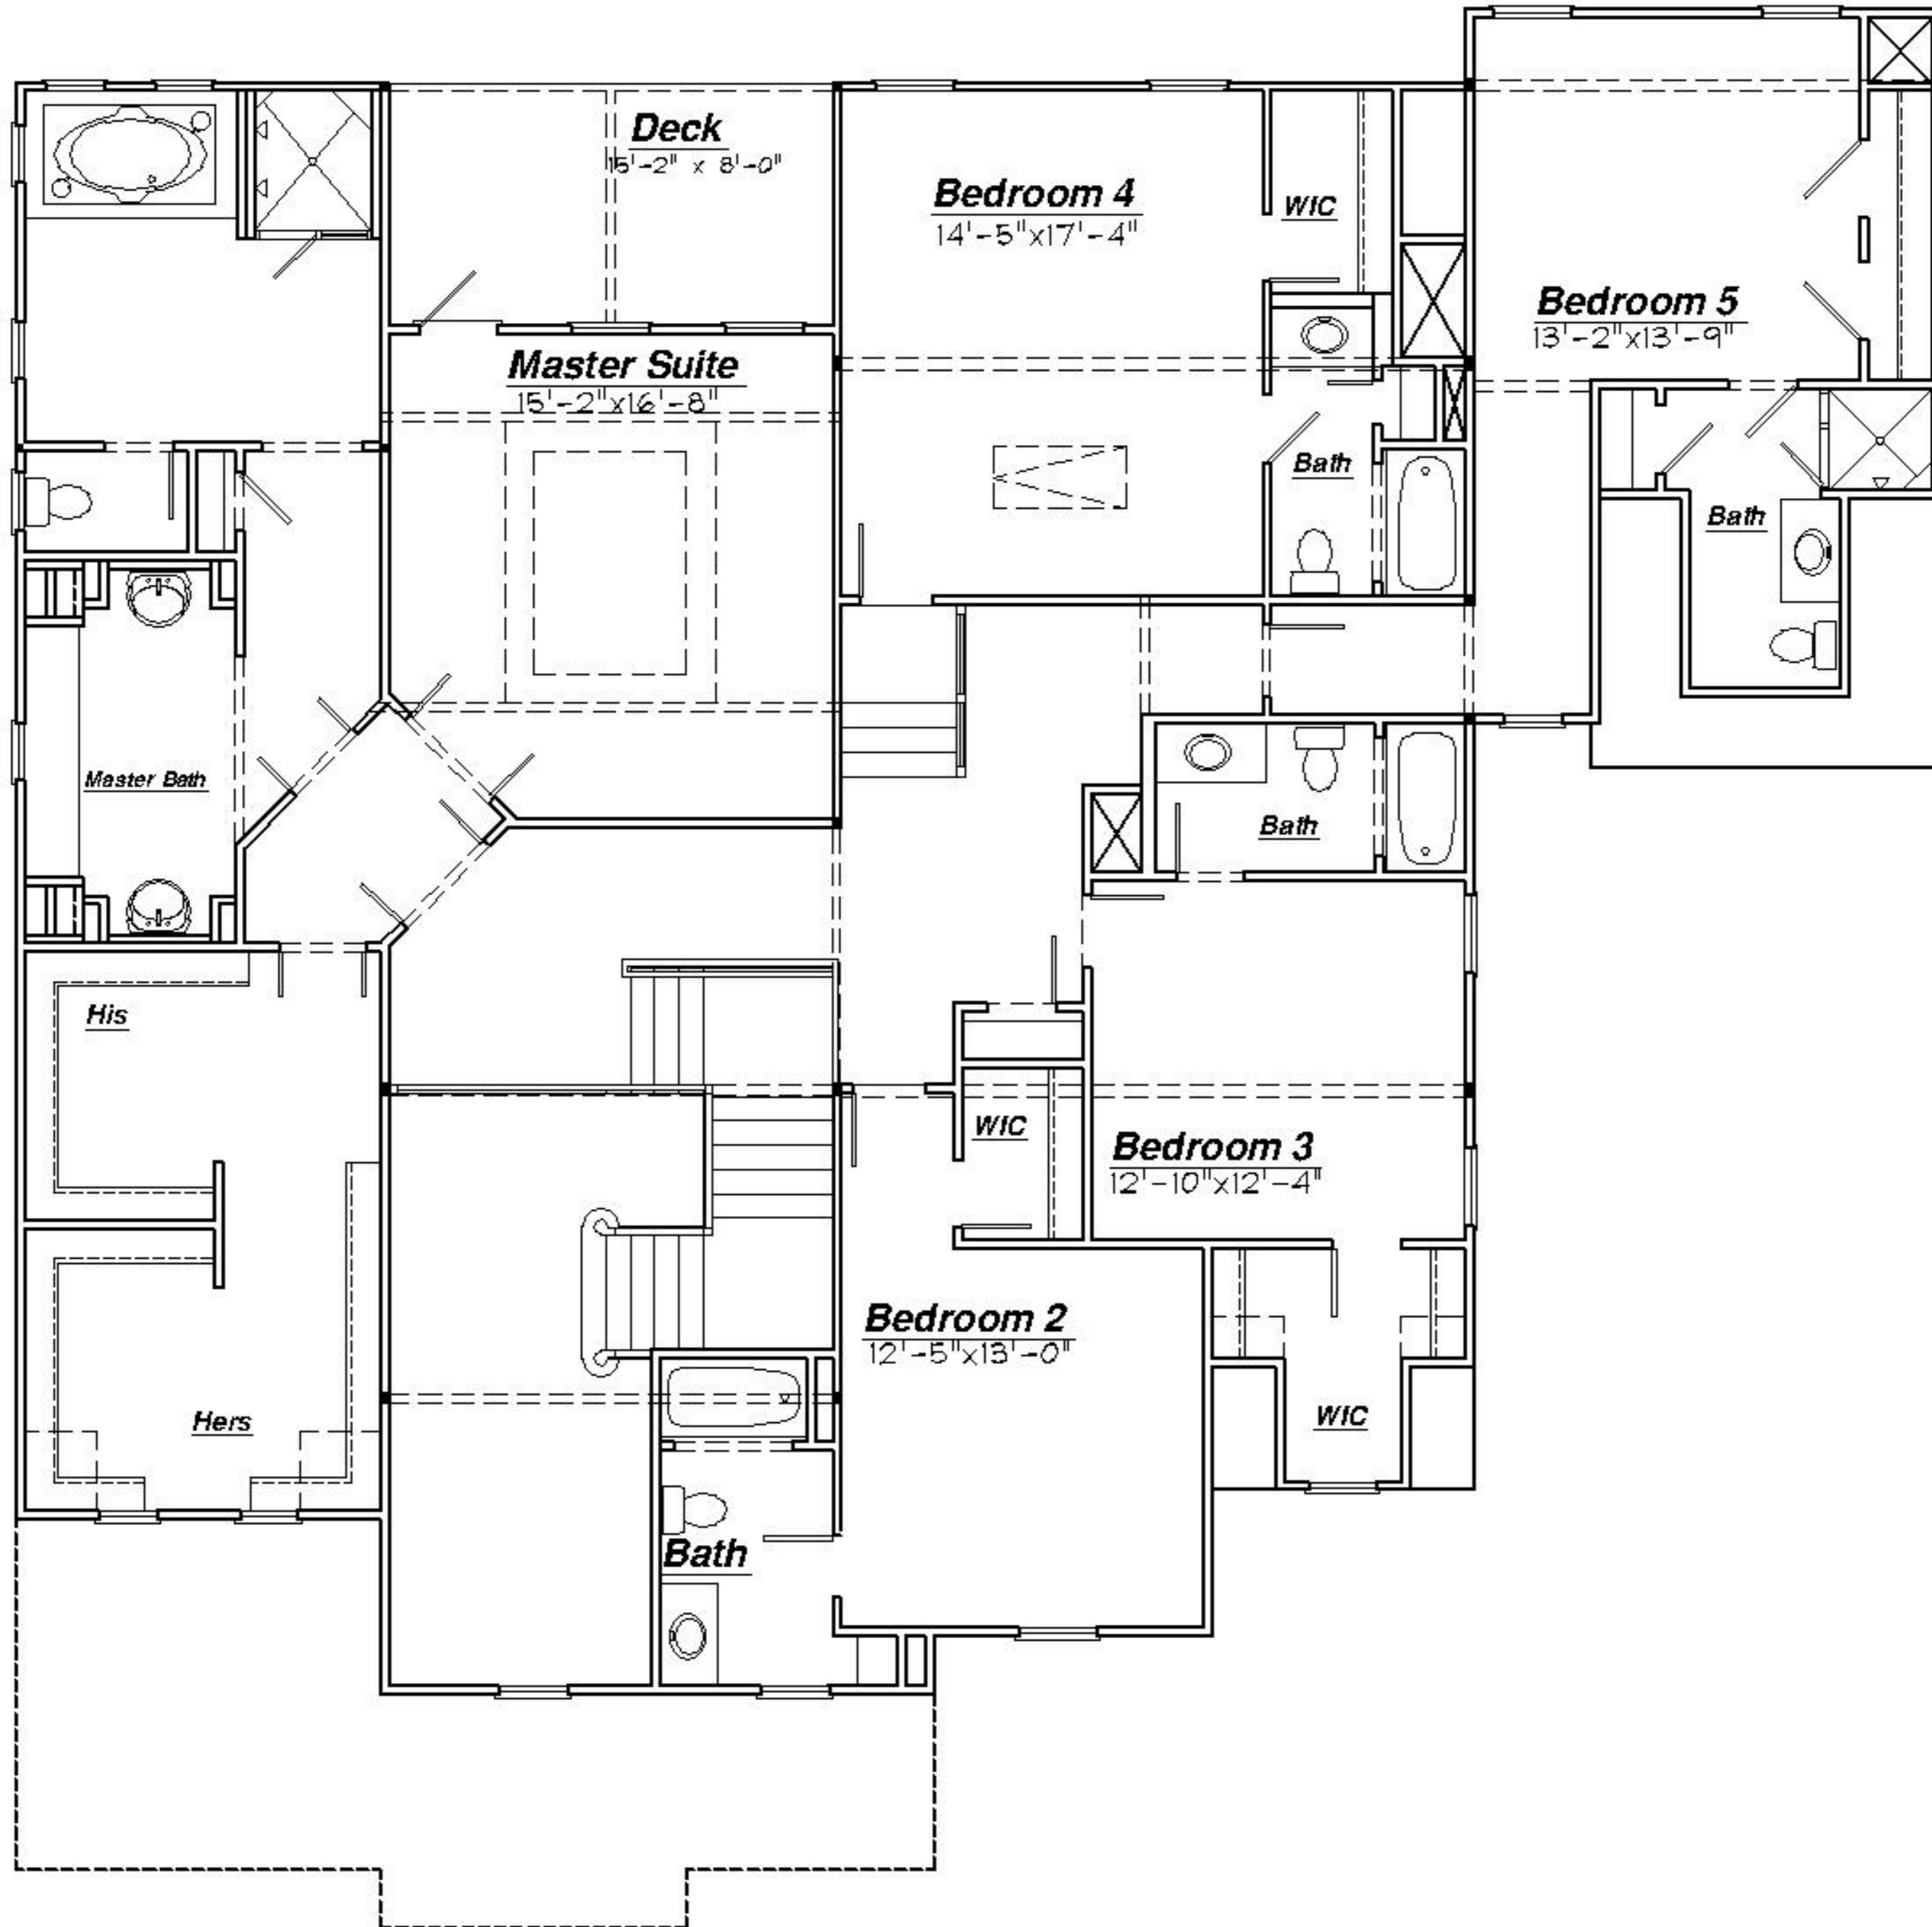 Deck
15'-2" x 8'-0"
Bedroom 4
14'-5"x17'-4"
WIC
Bedroom 5
13'-2"x13'-9"
Master Suite
15'-2"x16'-8"
Bath
Bath
Master Bath
Bath
His
WIC
Bedroom 3
12'-10"x12'-4"
Bedroom 2
12'-5"x13'-0"
Hers
WIC
Bath